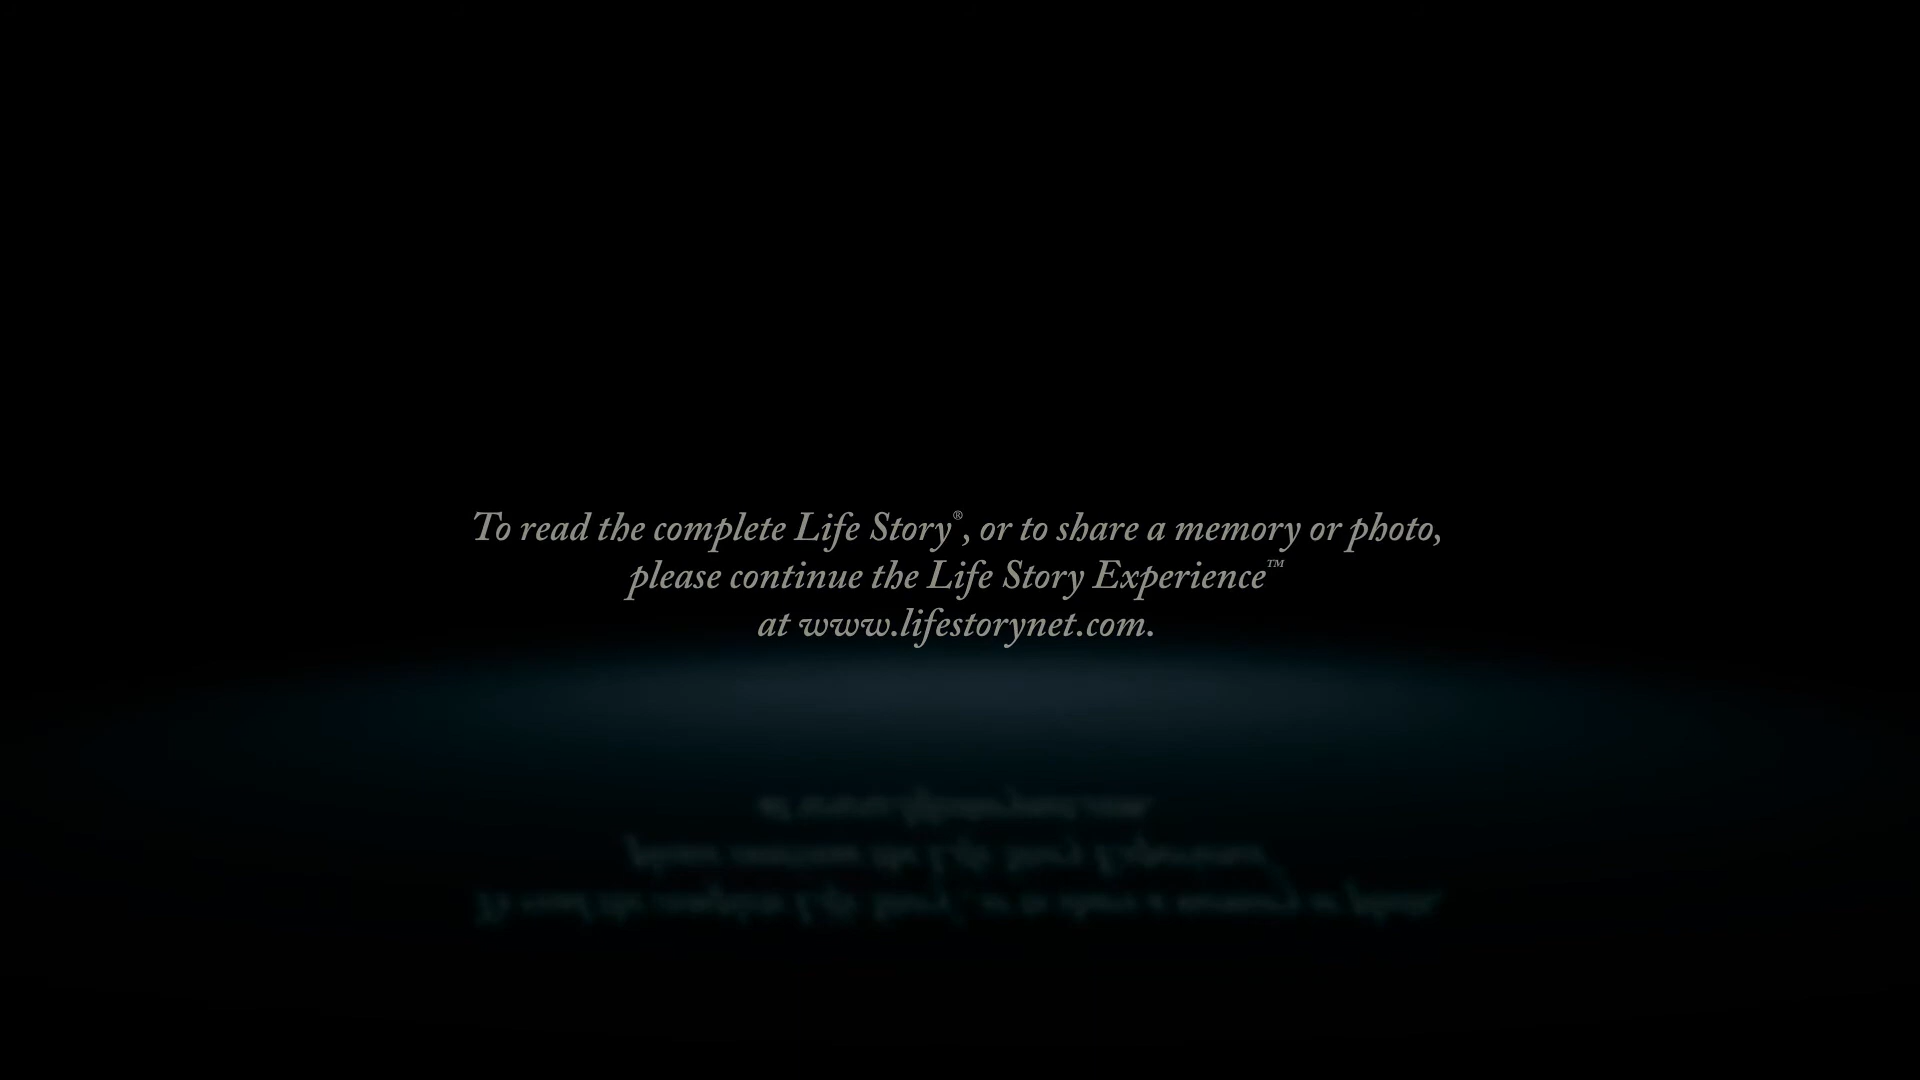 To read the complete Life Story®, or to share a memory or photo,
please continue the Life Story Experience™
at www.lifestorynet.com.